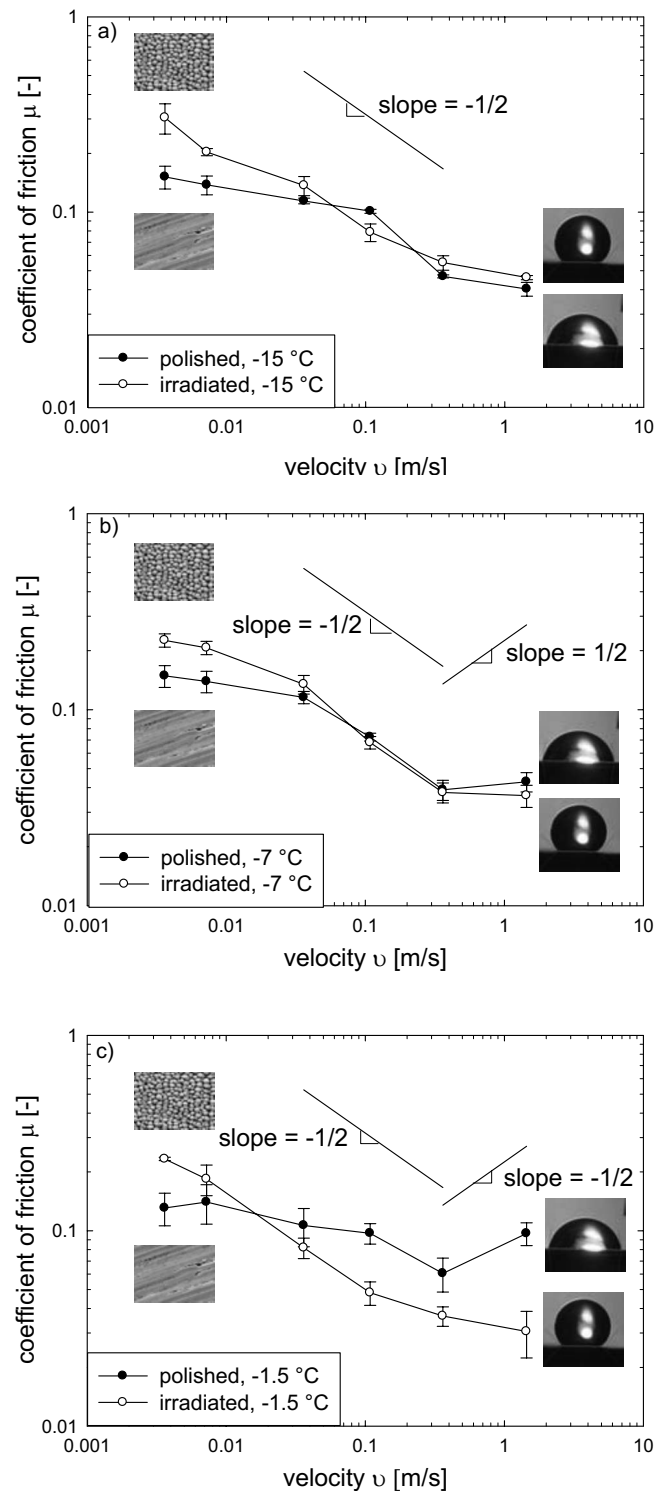 a)
1
0.1
0.01
coefficient of friction μ [-]
slope = -1/2
polished, -15 °C
irradiated, -15 °C
0.001 0.01 0.1 1 10
velocity υ [m/s]
b)
1
0.1
0.01
coefficient of friction μ [-]
slope = -1/2
slope = 1/2
polished, -7 °C
irradiated, -7 °C
0.001 0.01 0.1 1 10
velocity υ [m/s]
c)
1
0.1
0.01
coefficient of friction μ [-]
slope = -1/2
slope = -1/2
polished, -1.5 °C
irradiated, -1.5 °C
0.001 0.01 0.1 1 10
velocity υ [m/s]